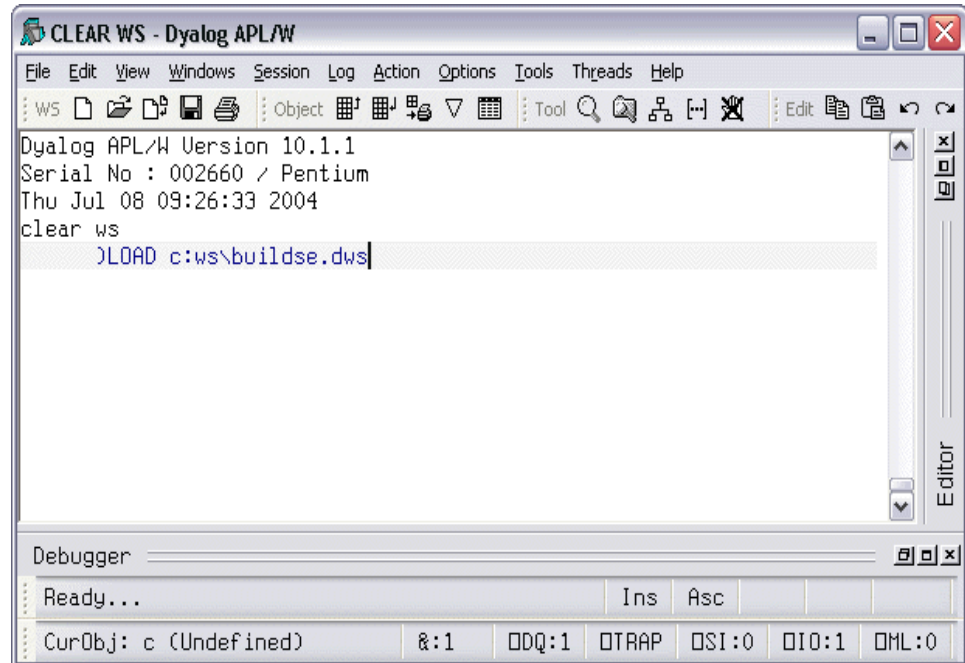 CLEAR WS - Dyalog APL/W
File Edit View Windows Session Log Action Options Tools Threads Help
WS Object Tool Edit
Dyalog APL/W Version 10.1.1
Serial No : 002660 / Pentium
Thu Jul 08 09:26:33 2004
clear ws
)LOAD c:ws\buildse.dws
Editor
Debugger
Ready... Ins Asc
CurObj: c (Undefined) &:1 ⎕DQ:1 ⎕TRAP ⎕SI:0 ⎕IO:1 ⎕ML:0